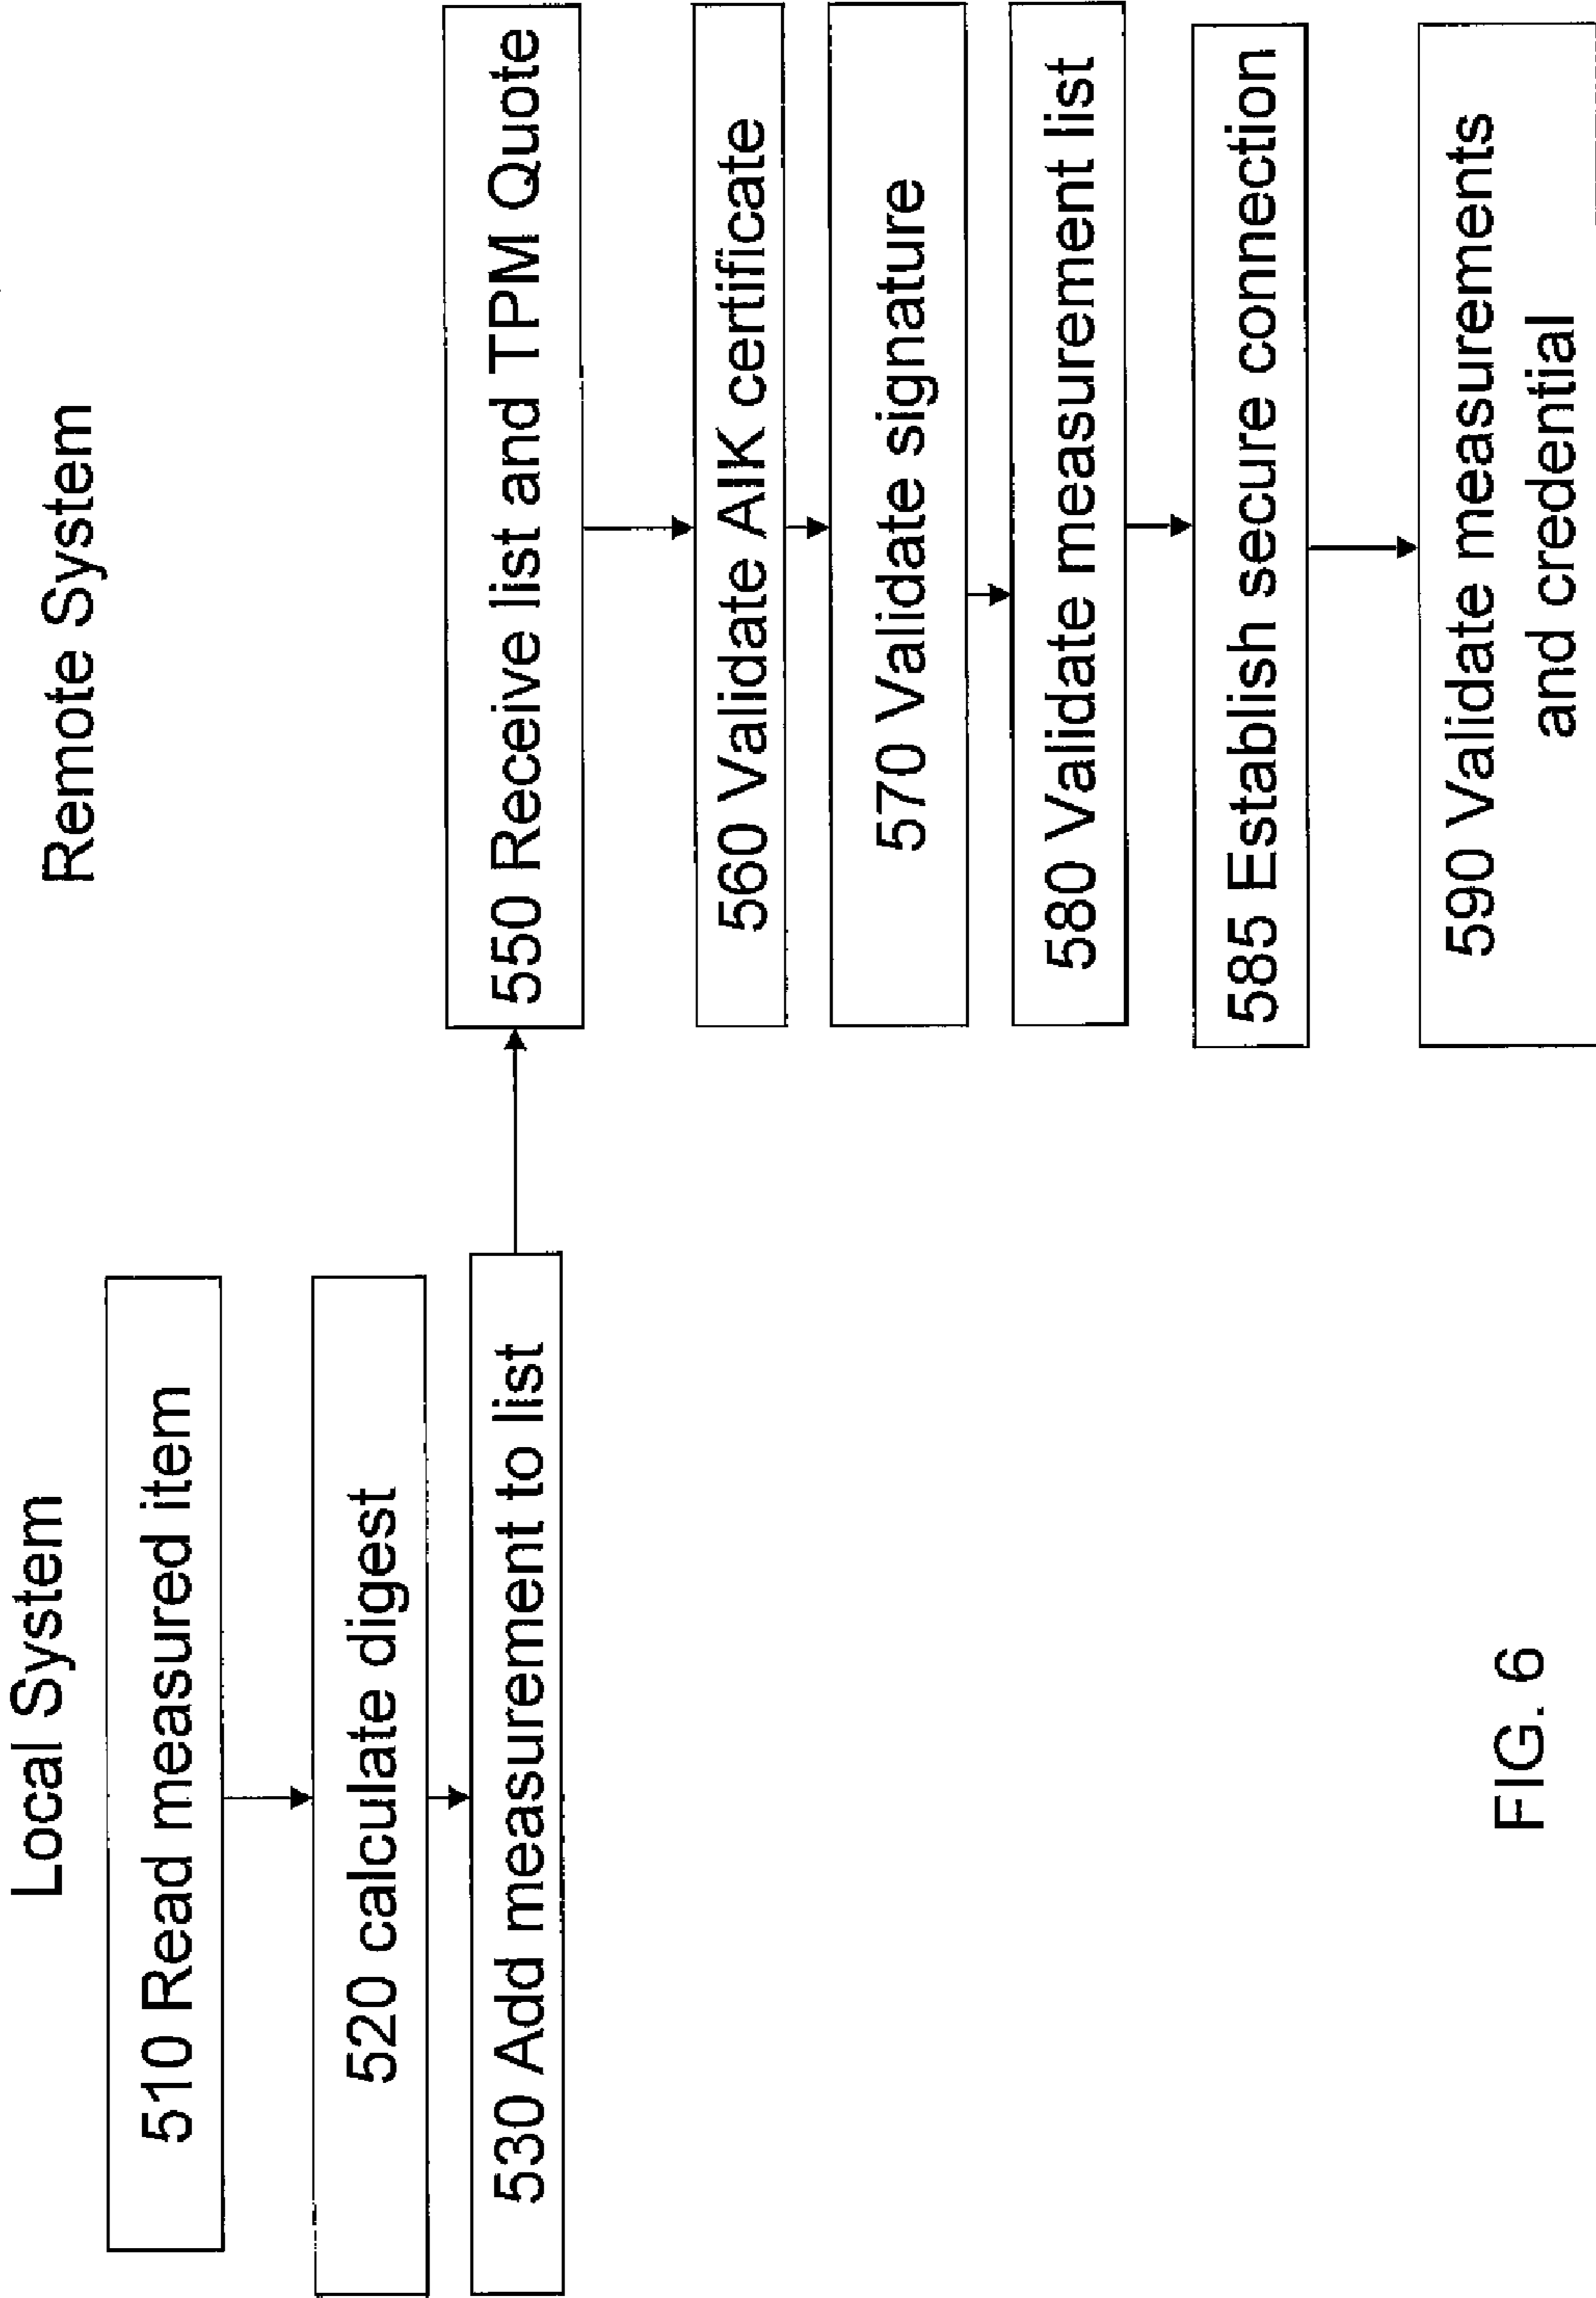 Local System
510 Read measured item
520 calculate digest
530 Add measurement to list
Remote System
550 Receive list and TPM Quote
560 Validate AIK certificate
570 Validate signature
580 Validate measurement list
585 Establish secure connection
590 Validate measurements
and credential
FIG. 6